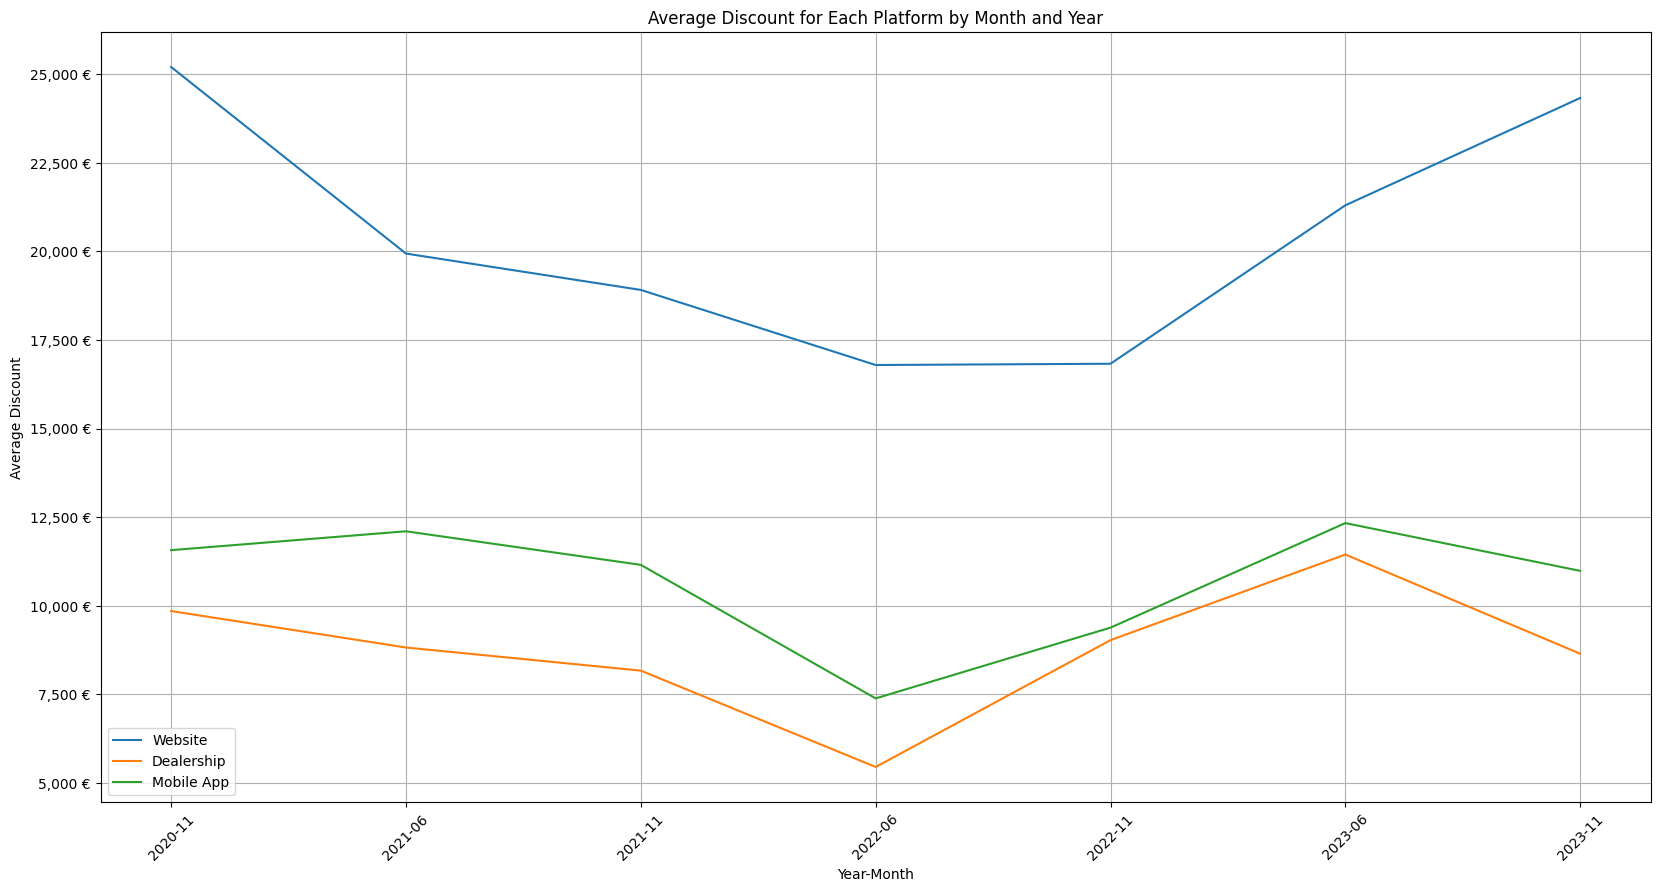 Average Discount for Each Platform by Month and Year
Average Discount
25,000 €
22,500 €
20,000 €
17,500 €
15,000 €
12,500 €
10,000 €
7,500 €
5,000 €
Website
Dealership
Mobile App
2020-11
2021-06
2021-11
2022-06
2022-11
2023-06
2023-11
Year-Month